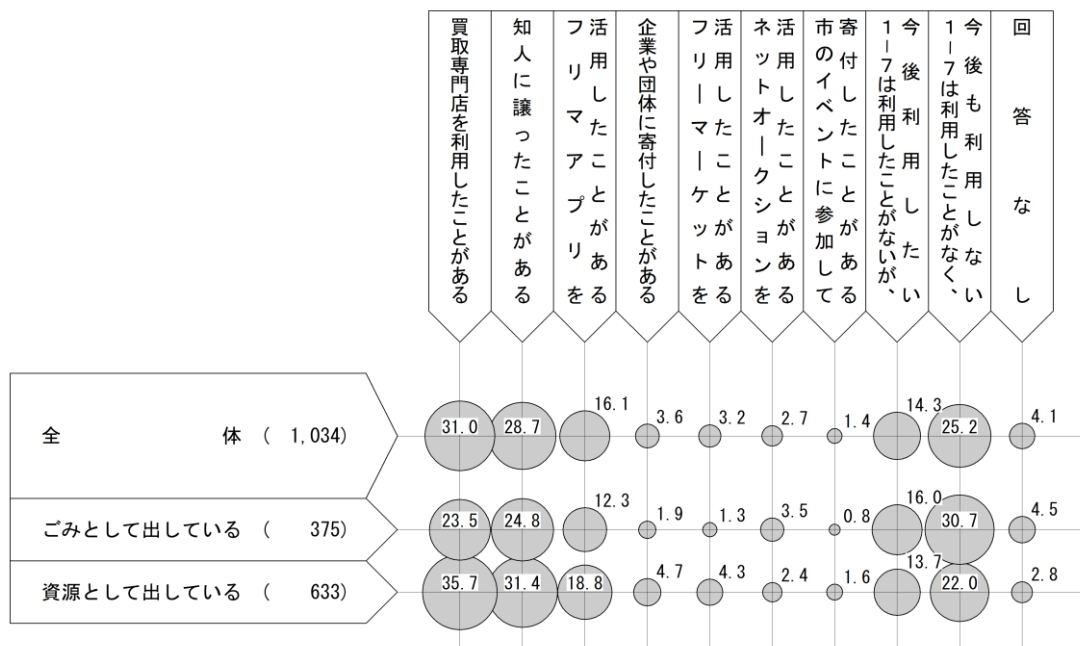 買取専門店を利用したことがある
知人に譲ったことがある
フリマアプリを
活用したことがある
企業や団体に寄付したことがある
フリーマーケットを
活用したことがある
ネットオークションを
活用したことがある
市のイベントに参加して
寄付したことがある
1−7は利用したことがないが、
今後利用したい
1−7は利用したことがなく、
今後も利用しない
回答なし
全体 ( 1,034)
31.0 28.7 16.1 3.6 3.2 2.7 1.4 14.3 25.2 4.1
ごみとして出している ( 375)
23.5 24.8 12.3 1.9 1.3 3.5 0.8 16.0 30.7 4.5
資源として出している ( 633)
35.7 31.4 18.8 4.7 4.3 2.4 1.6 13.7 22.0 2.8